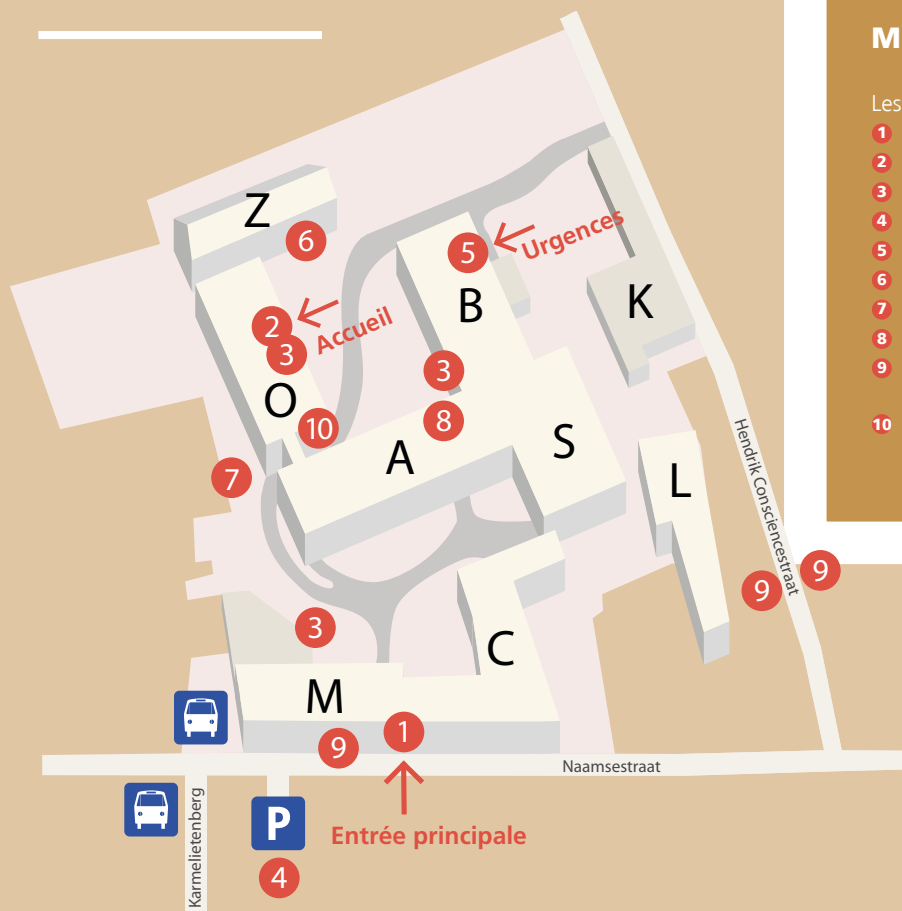 M
Les
1
2
3
4
5
6
7
8
9
10
Z
6
5
Urgences
B
K
2
Accueil
3
3
O
10
8
A
S
7
L
Hendrik Consciencestraat
9
9
3
C
M
9
1
Naamsestraat
Karmelietenberg
P
Entrée principale
4